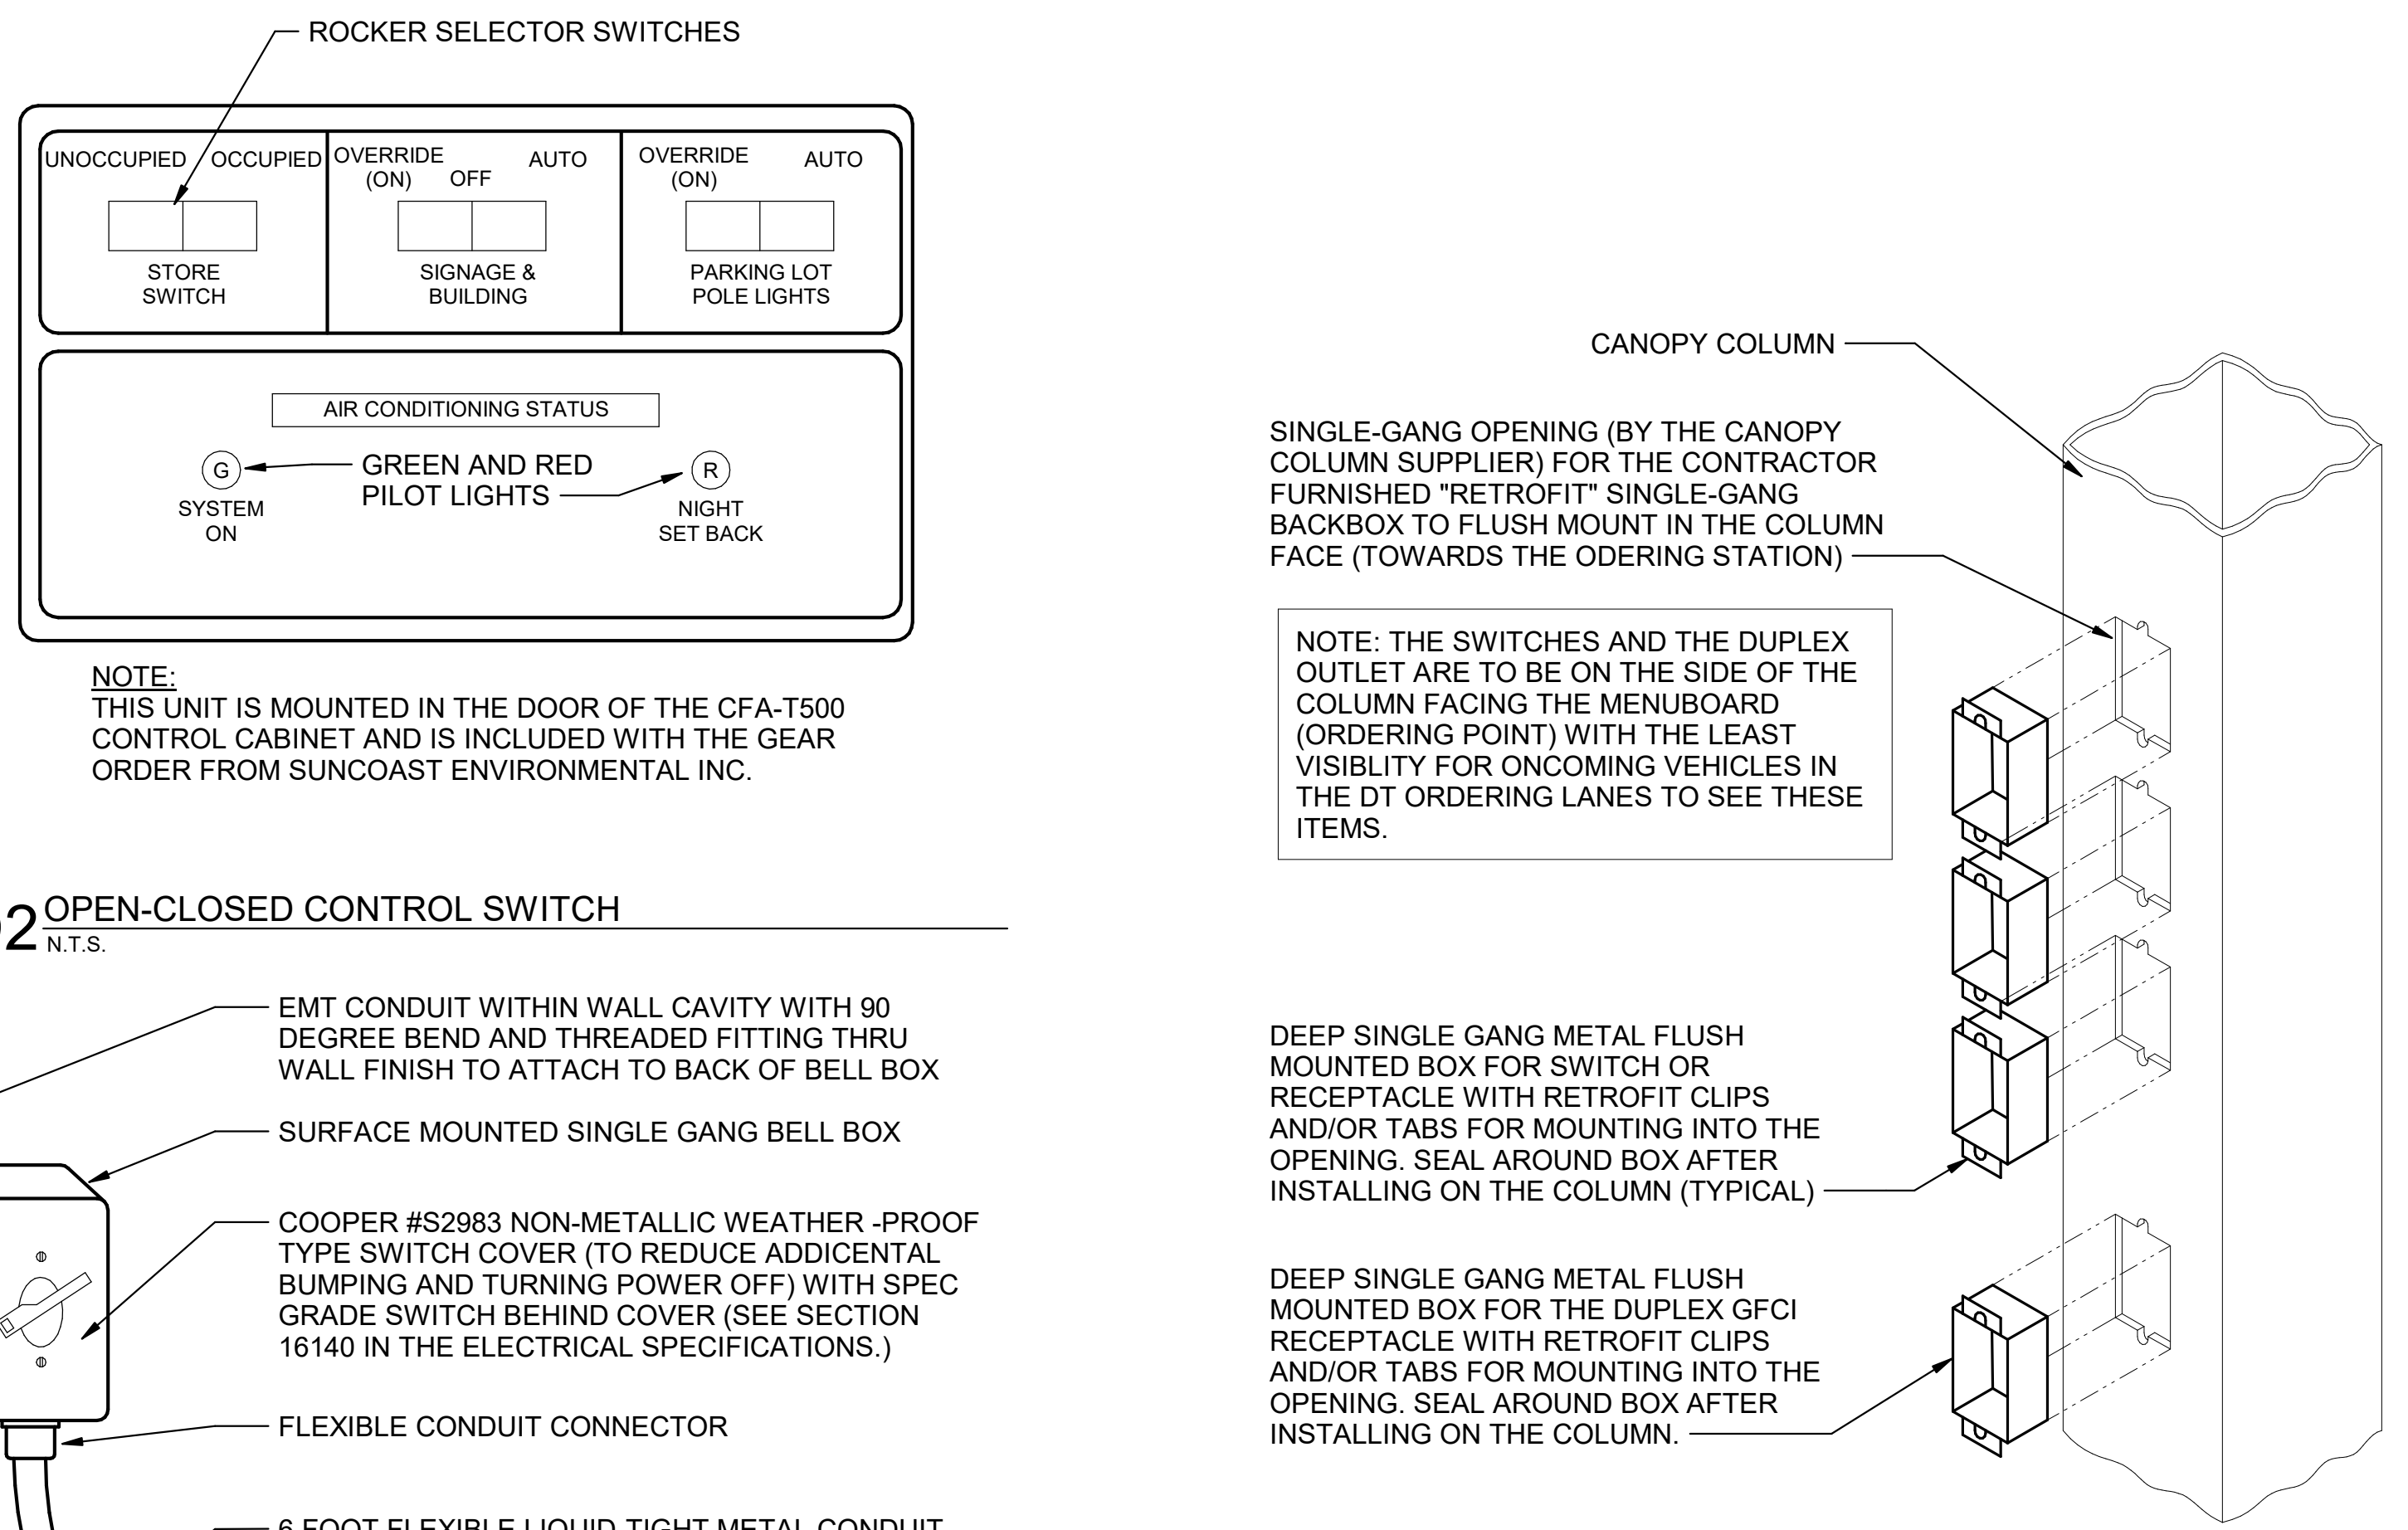 ROCKER SELECTOR SWITCHES
UNOCCUPIED OCCUPIED
STORE
SWITCH
OVERRIDE
(ON) OFF AUTO
SIGNAGE &
BUILDING
OVERRIDE
(ON) AUTO
PARKING LOT
POLE LIGHTS
AIR CONDITIONING STATUS
G
SYSTEM
ON
GREEN AND RED
PILOT LIGHTS
R
NIGHT
SET BACK
NOTE:
THIS UNIT IS MOUNTED IN THE DOOR OF THE CFA-T500
CONTROL CABINET AND IS INCLUDED WITH THE GEAR
ORDER FROM SUNCOAST ENVIRONMENTAL INC.
2 OPEN-CLOSED CONTROL SWITCH
N.T.S.
EMT CONDUIT WITHIN WALL CAVITY WITH 90
DEGREE BEND AND THREADED FITTING THRU
WALL FINISH TO ATTACH TO BACK OF BELL BOX
SURFACE MOUNTED SINGLE GANG BELL BOX
COOPER #S2983 NON-METALLIC WEATHER -PROOF
TYPE SWITCH COVER (TO REDUCE ADDICENTAL
BUMPING AND TURNING POWER OFF) WITH SPEC
GRADE SWITCH BEHIND COVER (SEE SECTION
16140 IN THE ELECTRICAL SPECIFICATIONS.)
FLEXIBLE CONDUIT CONNECTOR
6 FOOT FLEXIBLE LIQUID-TIGHT METAL CONDUIT
CANOPY COLUMN
SINGLE-GANG OPENING (BY THE CANOPY
COLUMN SUPPLIER) FOR THE CONTRACTOR
FURNISHED "RETROFIT" SINGLE-GANG
BACKBOX TO FLUSH MOUNT IN THE COLUMN
FACE (TOWARDS THE ODERING STATION)
NOTE: THE SWITCHES AND THE DUPLEX
OUTLET ARE TO BE ON THE SIDE OF THE
COLUMN FACING THE MENUBOARD
(ORDERING POINT) WITH THE LEAST
VISIBLITY FOR ONCOMING VEHICLES IN
THE DT ORDERING LANES TO SEE THESE
ITEMS.
DEEP SINGLE GANG METAL FLUSH
MOUNTED BOX FOR SWITCH OR
RECEPTACLE WITH RETROFIT CLIPS
AND/OR TABS FOR MOUNTING INTO THE
OPENING. SEAL AROUND BOX AFTER
INSTALLING ON THE COLUMN (TYPICAL)
DEEP SINGLE GANG METAL FLUSH
MOUNTED BOX FOR THE DUPLEX GFCI
RECEPTACLE WITH RETROFIT CLIPS
AND/OR TABS FOR MOUNTING INTO THE
OPENING. SEAL AROUND BOX AFTER
INSTALLING ON THE COLUMN.